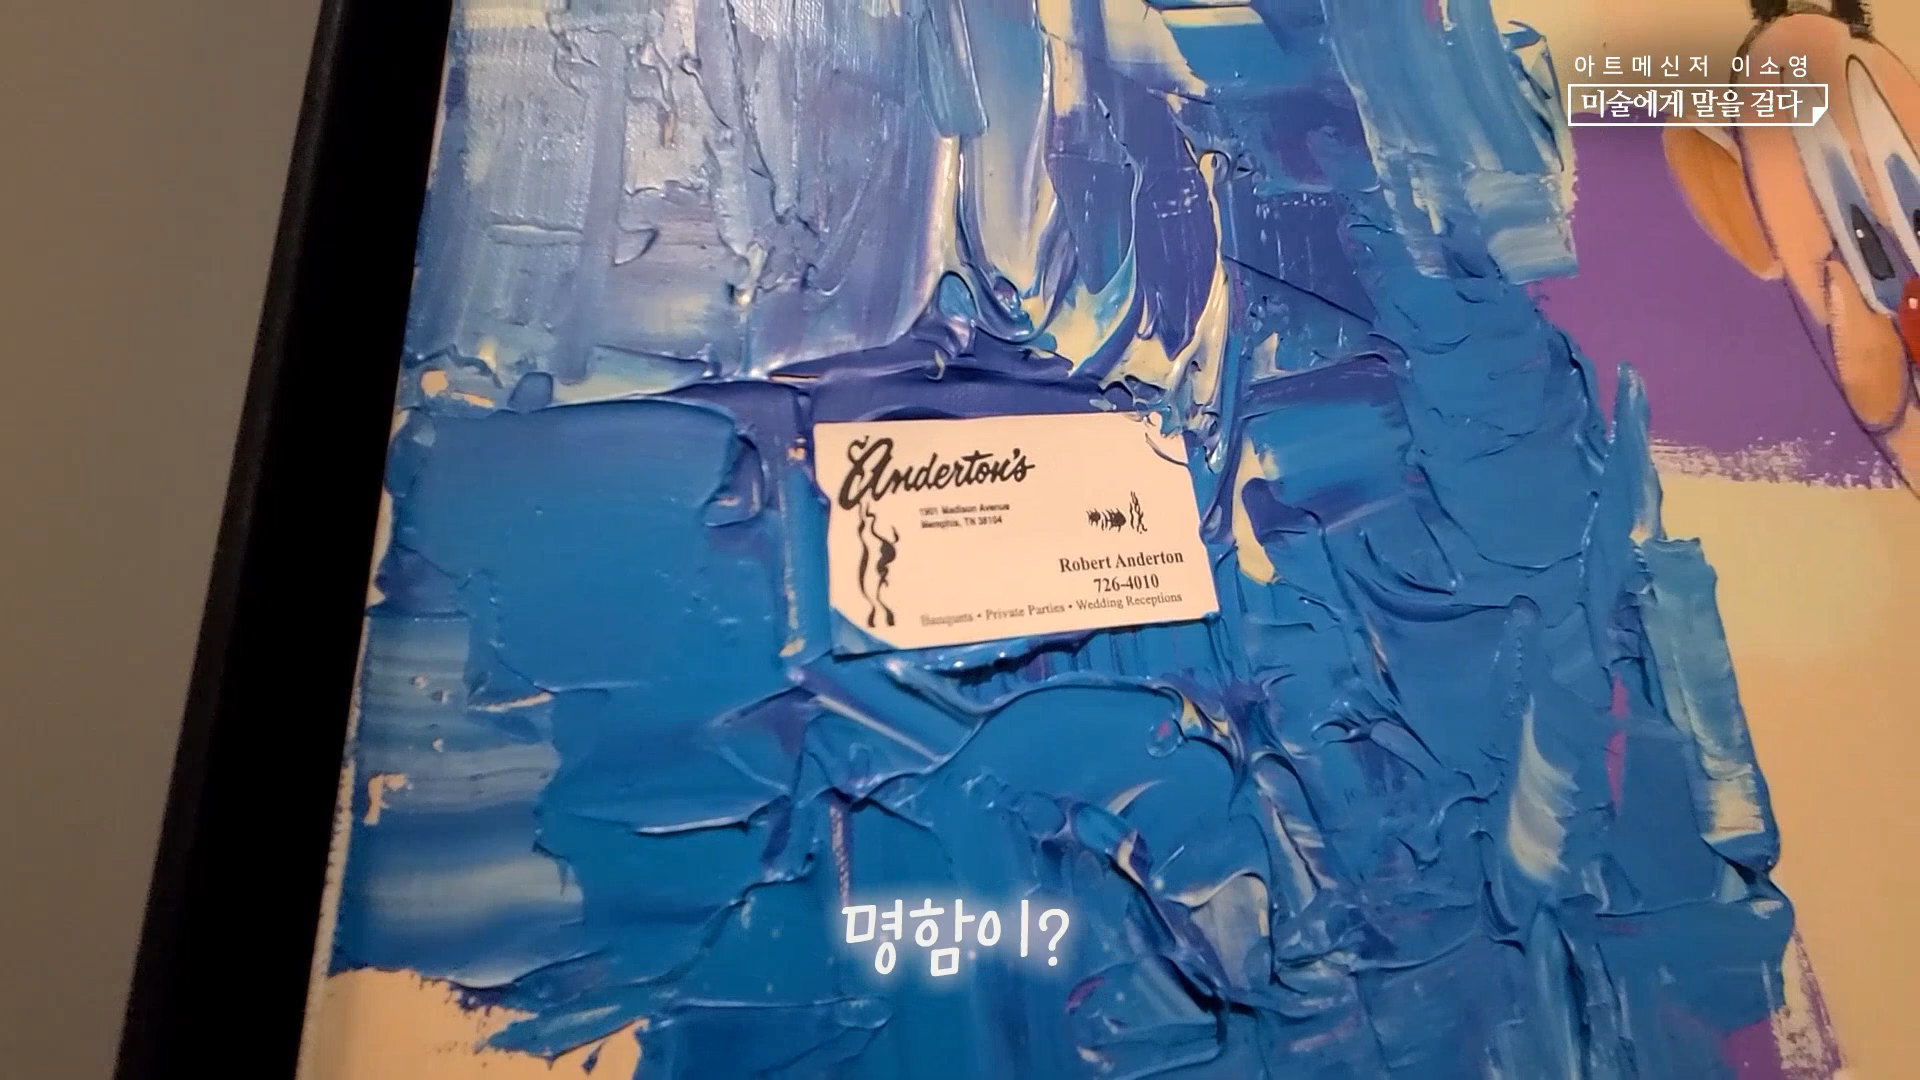 아트메신저 이소영
미술에게 말을 걸다
Anderton's
1901 Madison Avenue
Memphis, TN 38104
Robert Anderton
726-4010
Banquets • Private Parties • Wedding Receptions
명함이?